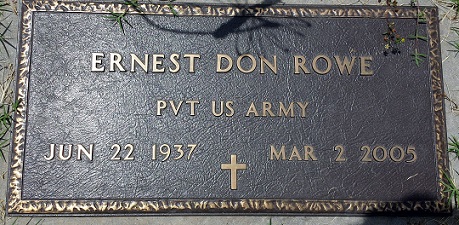 ERNEST DON ROWE
PVT US ARMY
JUN 22 1937 MAR 2 2005